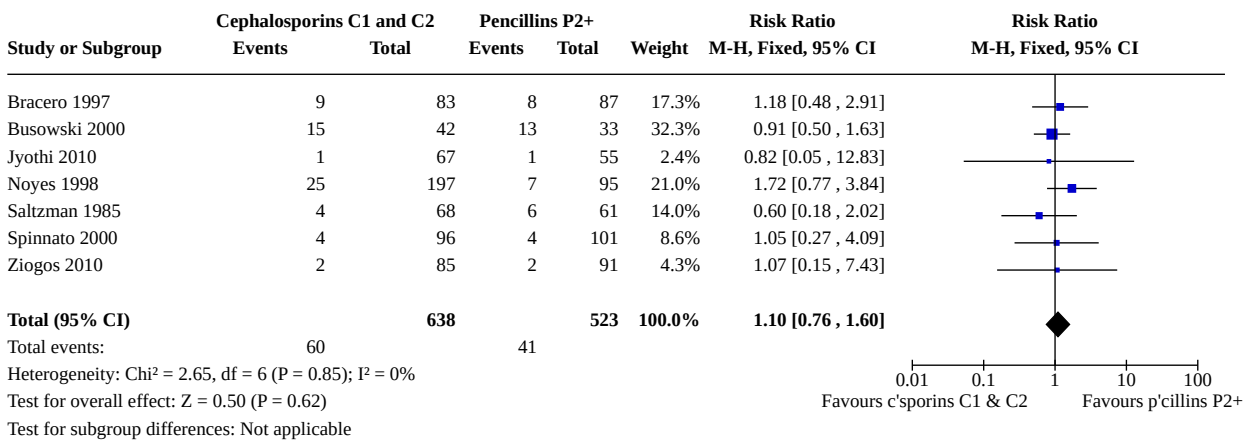 Cephalosporins C1 and C2 Pencillins P2+ Risk Ratio Risk Ratio
Study or Subgroup Events Total Events Total Weight M-H, Fixed, 95% CI M-H, Fixed, 95% CI
Bracero 1997 9 83 8 87 17.3% 1.18 [0.48 , 2.91]
Busowski 2000 15 42 13 33 32.3% 0.91 [0.50 , 1.63]
Jyothi 2010 1 67 1 55 2.4% 0.82 [0.05 , 12.83]
Noyes 1998 25 197 7 95 21.0% 1.72 [0.77 , 3.84]
Saltzman 1985 4 68 6 61 14.0% 0.60 [0.18 , 2.02]
Spinnato 2000 4 96 4 101 8.6% 1.05 [0.27 , 4.09]
Ziogos 2010 2 85 2 91 4.3% 1.07 [0.15 , 7.43]
Total (95% CI) 638 523 100.0% 1.10 [0.76 , 1.60]
Total events: 60 41
Heterogeneity: Chi² = 2.65, df = 6 (P = 0.85); I² = 0%
0.01 0.1 1 10 100
Test for overall effect: Z = 0.50 (P = 0.62) Favours c'sporins C1 & C2 Favours p'cillins P2+
Test for subgroup differences: Not applicable